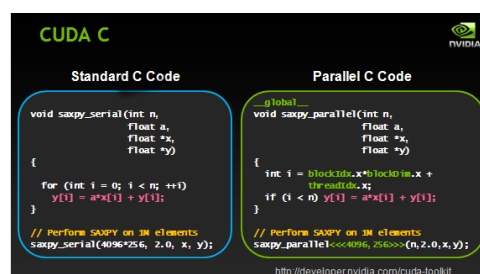 CUDA C
NVIDIA
Standard C Code
void saxpy_serial(int n,
float a,
float *x,
float *y)
{
for (int i = 0; i < n; ++i)
y[i] = a*x[i] + y[i];
}
// Perform SAXPY on 1M elements
saxpy_serial(4096*256, 2.0, x, y);
Parallel C Code
__global__
void saxpy_parallel(int n,
float a,
float *x,
float *y)
{
int i = blockIdx.x*blockDim.x +
threadIdx.x;
if (i < n) y[i] = a*x[i] + y[i];
}
// Perform SAXPY on 1M elements
saxpy_parallel<<<4096,256>>>(n,2.0,x,y);
http://developer.nvidia.com/cuda-toolkit